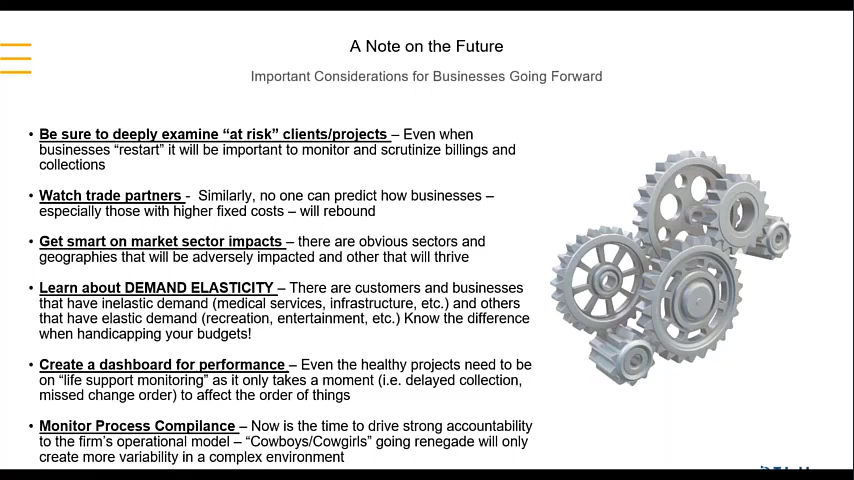 A Note on the Future
Important Considerations for Businesses Going Forward
• Be sure to deeply examine “at risk” clients/projects – Even when
businesses “restart” it will be important to monitor and scrutinize billings and
collections
• Watch trade partners - Similarly, no one can predict how businesses –
especially those with higher fixed costs – will rebound
• Get smart on market sector impacts – there are obvious sectors and
geographies that will be adversely impacted and other that will thrive
• Learn about DEMAND ELASTICITY – There are customers and businesses
that have inelastic demand (medical services, infrastructure, etc.) and others
that have elastic demand (recreation, entertainment, etc.) Know the difference
when handicapping your budgets!
• Create a dashboard for performance – Even the healthy projects need to be
on “life support monitoring” as it only takes a moment (i.e. delayed collection,
missed change order) to affect the order of things
• Monitor Process Compilance – Now is the time to drive strong accountability
to the firm’s operational model – “Cowboys/Cowgirls” going renegade will only
create more variability in a complex environment